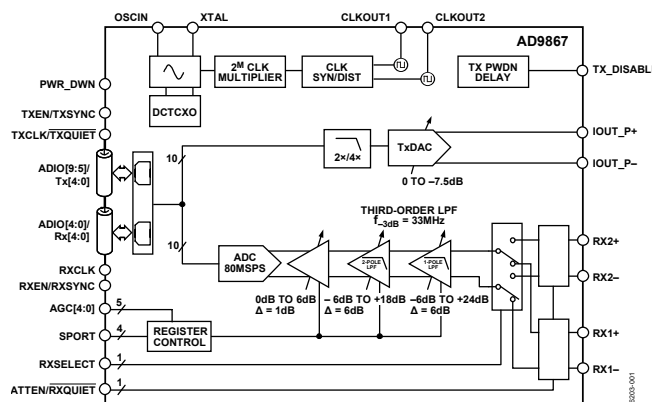 OSCIN XTAL CLKOUT1 CLKOUT2
AD9867
PWR_DWN
2M CLK
MULTIPLIER
CLK
SYN/DIST
TX PWDN
DELAY
TX_DISABL
DCTCXO
TXEN/TXSYNC
TXCLK/TXQUIET
10
2×/4×
TxDAC
IOUT_P+
IOUT_P–
0 TO –7.5dB
ADIO[9:5]/
Tx[4:0]
ADIO[4:0]/
Rx[4:0]
10
THIRD-ORDER LPF
f–3dB = 33MHz
ADC
80MSPS
2-POLE
LPF
1-POLE
LPF
RX2+
RX2–
0dB TO 6dB
Δ = 1dB
– 6dB TO +18dB
Δ = 6dB
–6dB TO +24dB
Δ = 6dB
RXCLK
RXEN/RXSYNC
AGC[4:0]
5
SPORT
4
REGISTER
CONTROL
RX1+
RX1–
RXSELECT
1
ATTEN/RXQUIET
1